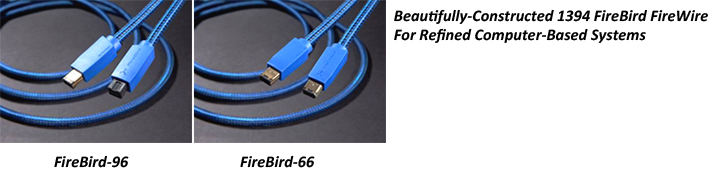 Beautifully-Constructed 1394 FireBird FireWire
For Refined Computer-Based Systems
FireBird-96
FireBird-66